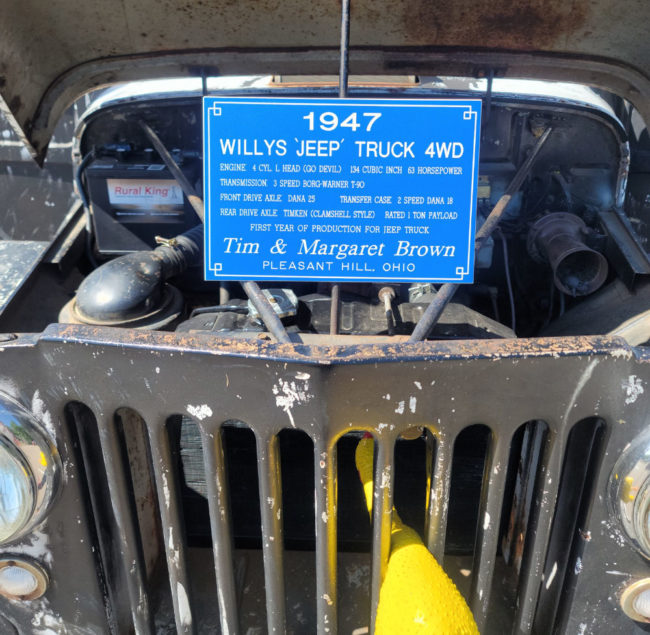 1947
WILLYS 'JEEP' TRUCK 4WD
ENGINE 4 CYL L HEAD (GO DEVIL) 134 CUBIC INCH 63 HORSEPOWER
TRANSMISSION 3 SPEED BORG-WARNER T-90
FRONT DRIVE AXLE DANA 25 TRANSFER CASE 2 SPEED DANA 18
REAR DRIVE AXLE TIMKEN (CLAMSHELL STYLE) RATED 1 TON PAYLOAD
FIRST YEAR OF PRODUCTION FOR JEEP TRUCK
Tim & Margaret Brown
PLEASANT HILL, OHIO
Rural King